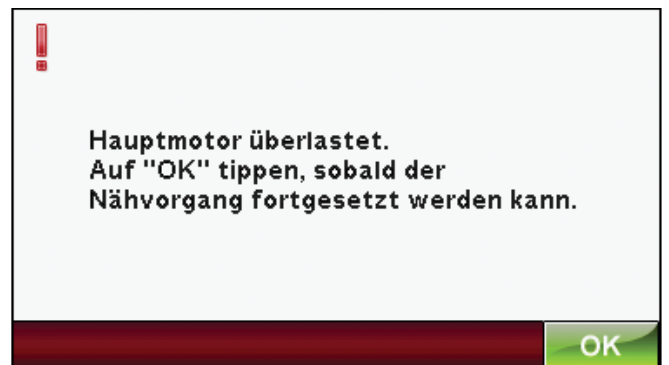 Hauptmotor überlastet.
Auf "OK" tippen, sobald der
Nähvorgang fortgesetzt werden kann.
OK